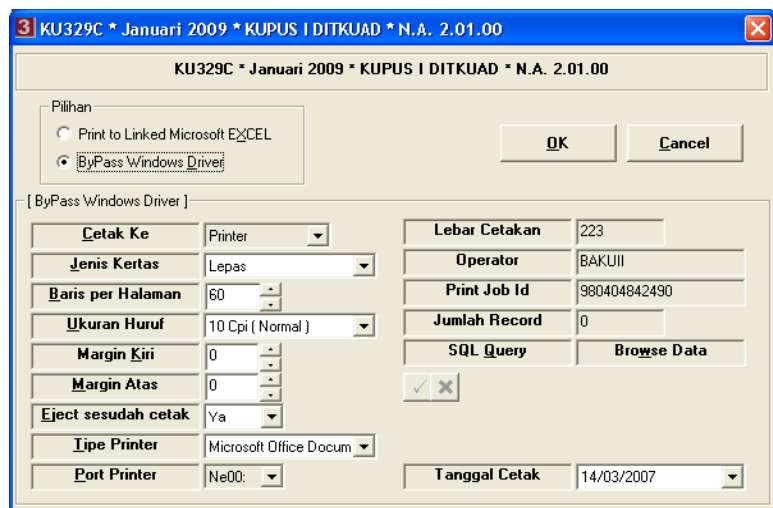 3 KU329C * Januari 2009 * KUPUS I DITKUAD * N.A. 2.01.00
KU329C * Januari 2009 * KUPUS I DITKUAD * N.A. 2.01.00
Pilihan
Print to Linked Microsoft EXCEL
ByPass Windows Driver
OK
Cancel
[ ByPass Windows Driver ]
Cetak Ke Printer
Jenis Kertas Lepas
Baris per Halaman 60
Ukuran Huruf 10 Cpi ( Normal )
Margin Kiri 0
Margin Atas 0
Eject sesudah cetak Ya
Tipe Printer Microsoft Office Docum
Port Printer Ne00:
Lebar Cetakan 223
Operator BAKUII
Print Job Id 980404842490
Jumlah Record 0
SQL Query Browse Data
Tanggal Cetak 14/03/2007